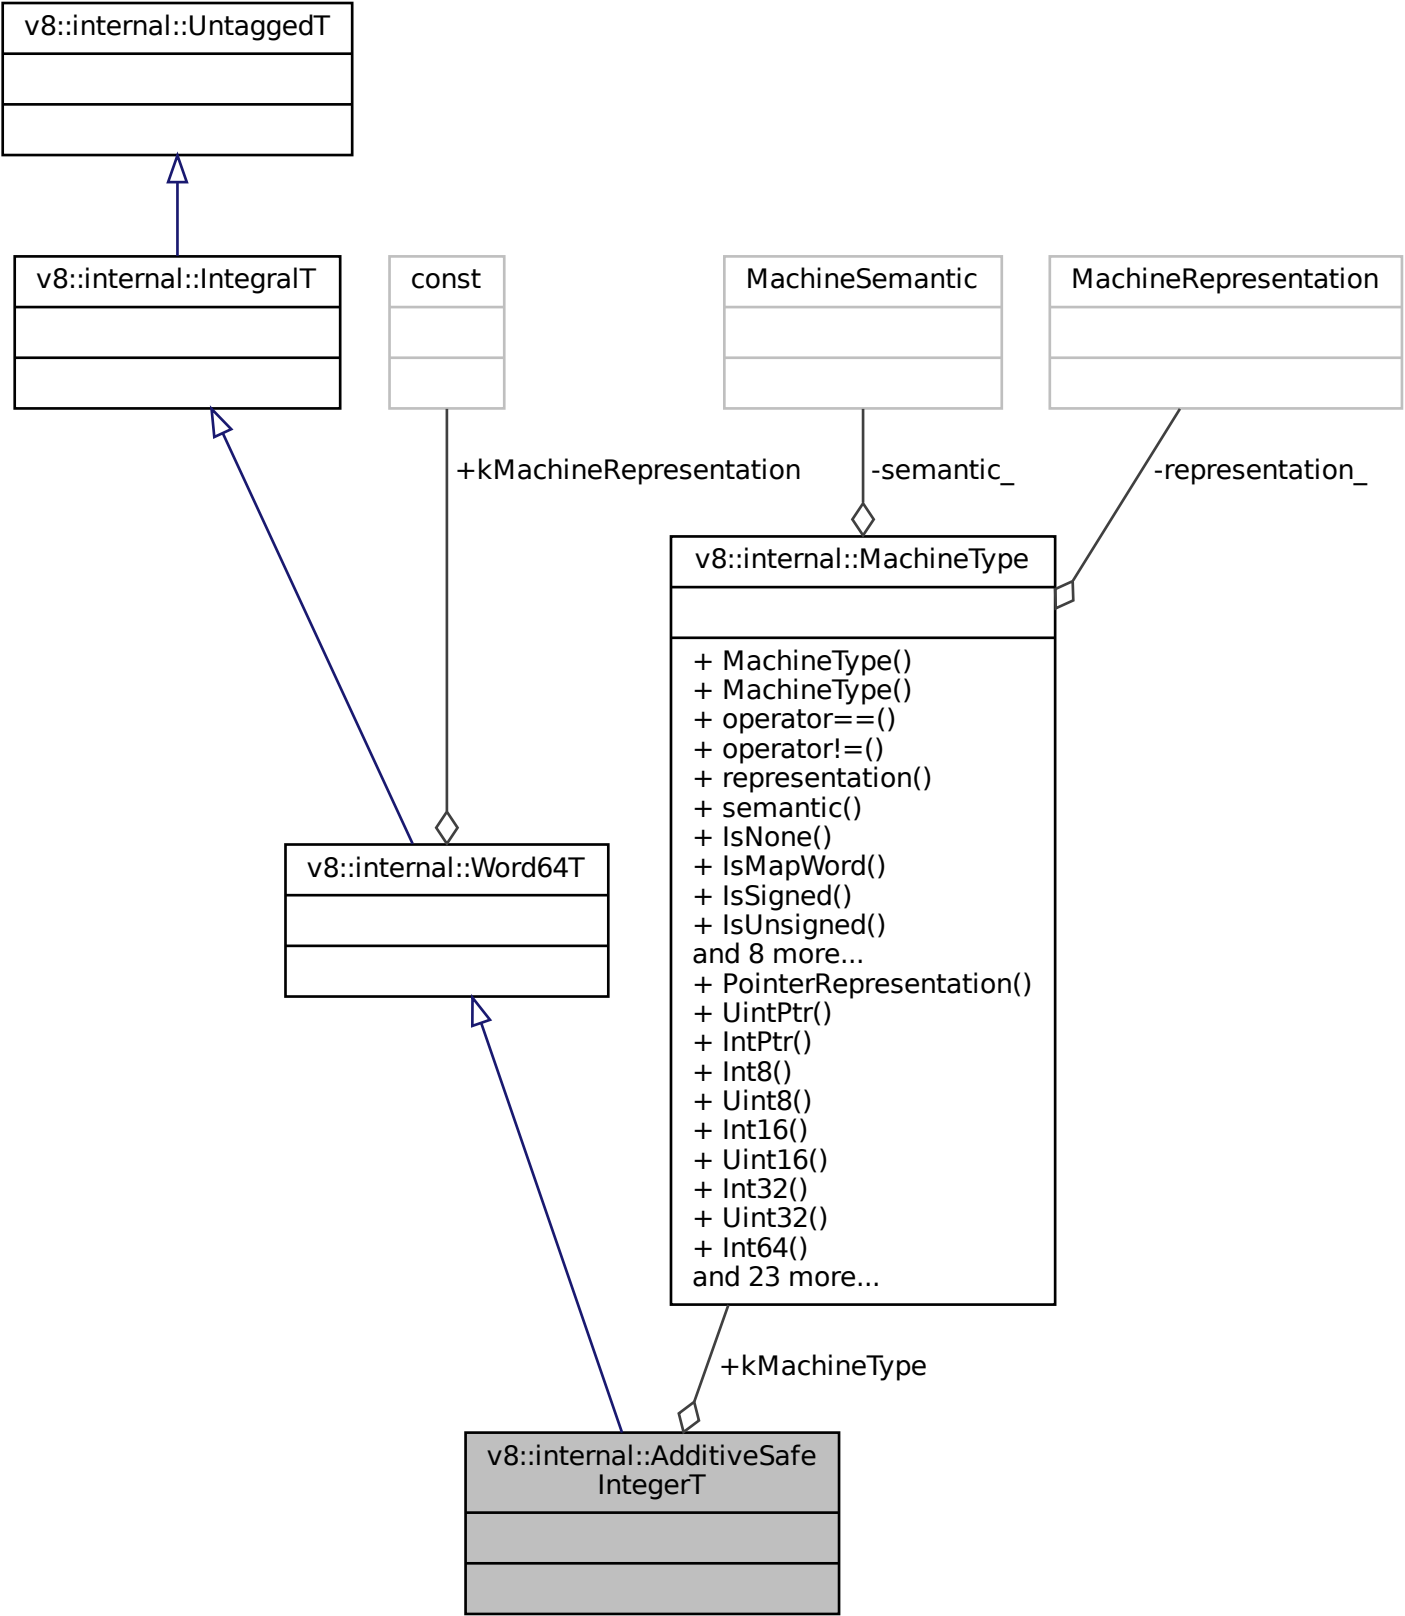 v8::internal::UntaggedT
v8::internal::IntegralT
const
MachineSemantic
MachineRepresentation
+kMachineRepresentation
-semantic_
-representation_
v8::internal::MachineType
+ MachineType()
+ MachineType()
+ operator==()
+ operator!=()
+ representation()
+ semantic()
+ IsNone()
+ IsMapWord()
+ IsSigned()
+ IsUnsigned()
and 8 more...
+ PointerRepresentation()
+ UintPtr()
+ IntPtr()
+ Int8()
+ Uint8()
+ Int16()
+ Uint16()
+ Int32()
+ Uint32()
+ Int64()
and 23 more...
v8::internal::Word64T
+kMachineType
v8::internal::AdditiveSafe
IntegerT